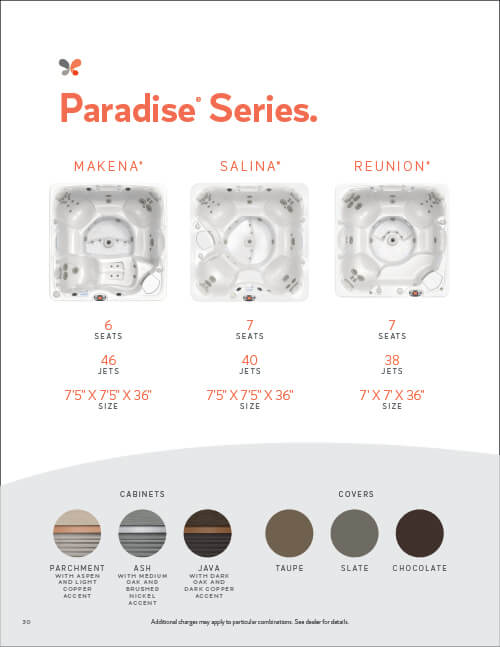 Paradise® Series.
MAKENA® SALINA® REUNION®
6 7 7
SEATS SEATS SEATS
46 40 38
JETS JETS JETS
7'5" X 7'5" X 36" 7'5" X 7'5" X 36" 7' X 7' X 36"
SIZE SIZE SIZE
CABINETS COVERS
PARCHMENT
WITH ASPEN
AND LIGHT
COPPER
ACCENT
ASH
WITH MEDIUM
OAK AND
BRUSHED
NICKEL
ACCENT
JAVA
WITH DARK
OAK AND
DARK COPPER
ACCENT
TAUPE SLATE CHOCOLATE
30 Additional charges may apply to particular combinations. See dealer for details.